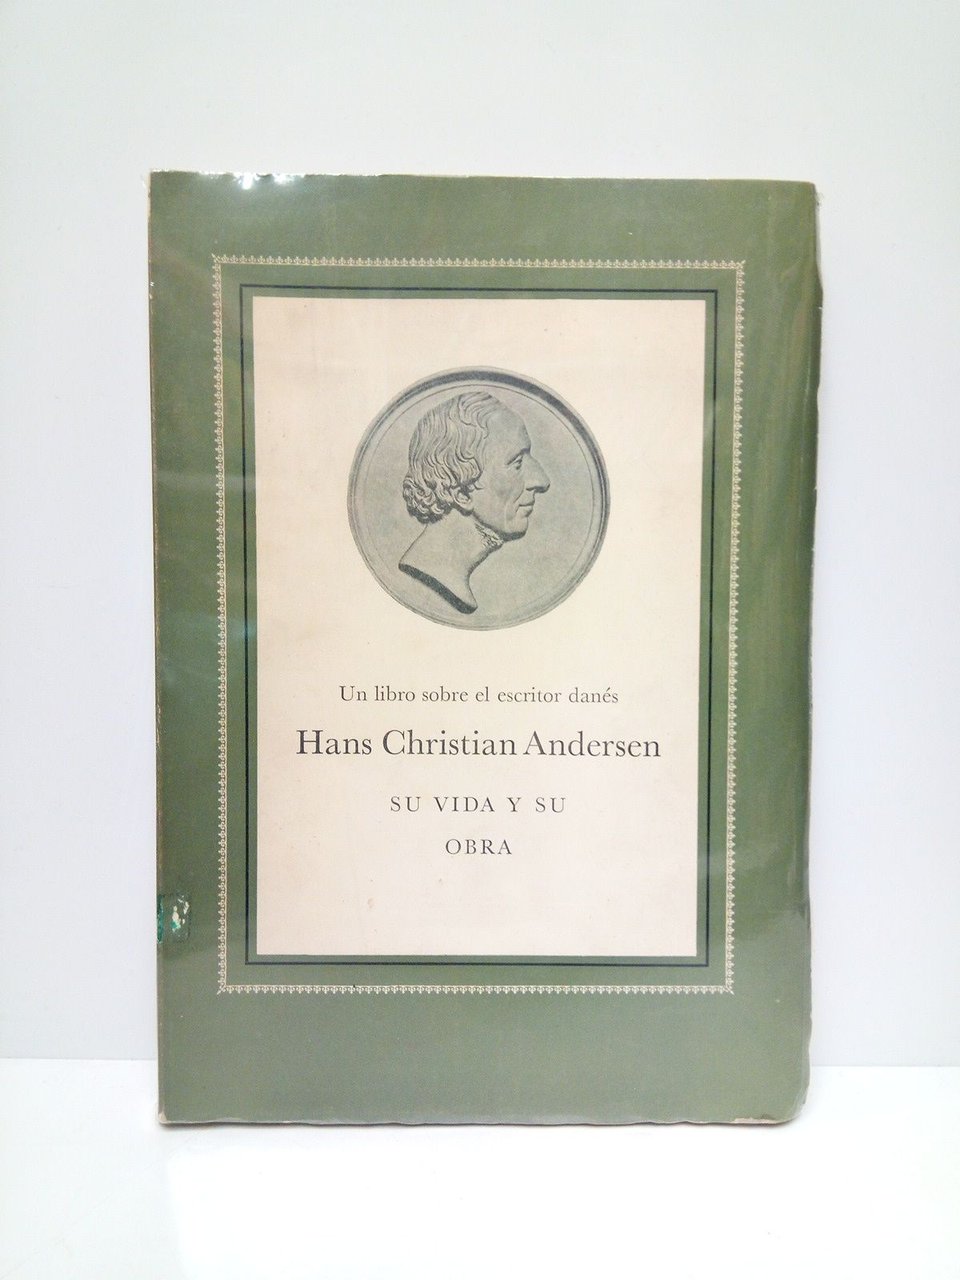 Un libro sobre el escritor danés
Hans Christian Andersen
SU VIDA Y SU
OBRA